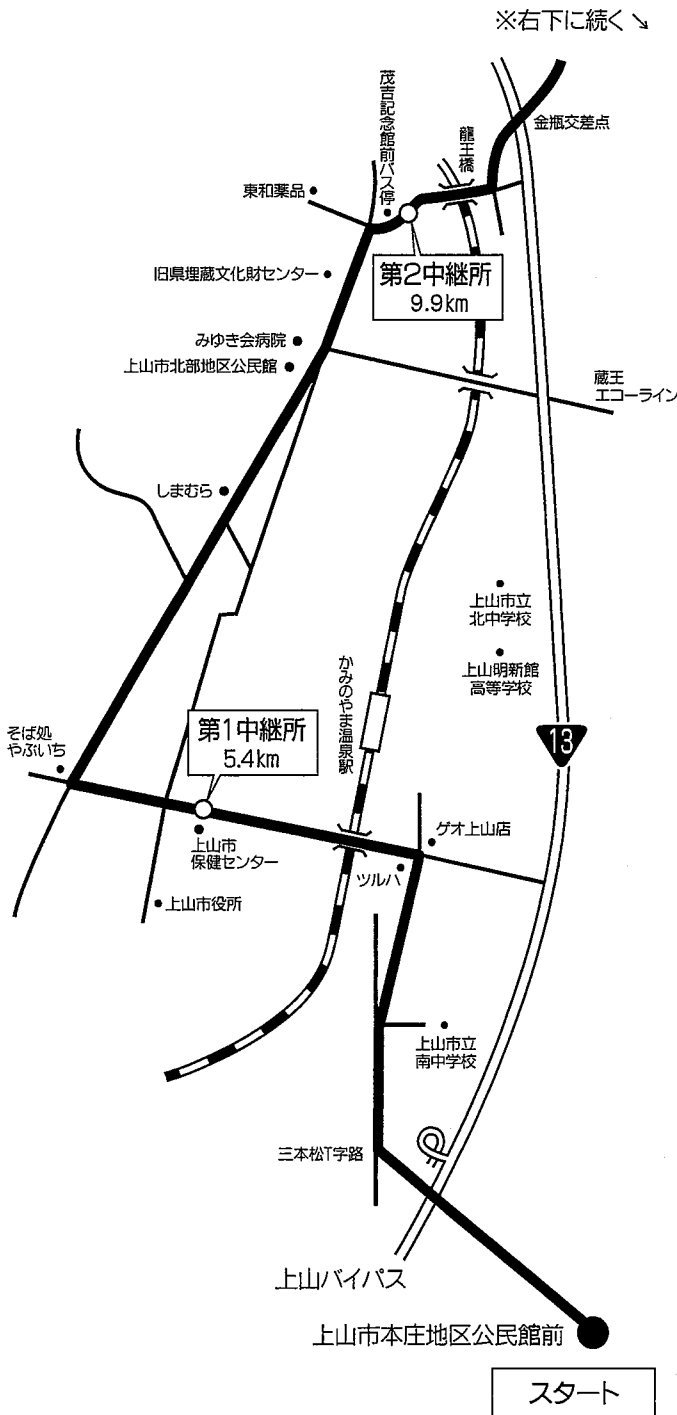 ※右下に続く↘
金瓶交差点
茂吉記念館前バス停
龍王橋
東和薬品
第2中継所
9.9km
旧県埋蔵文化財センター
みゆき会病院
上山市北部地区公民館
蔵王
エコーライン
しまむら
上山市立
北中学校
上山明新館
高等学校
かみのやま温泉駅
13
そば処
やぶいち
第1中継所
5.4km
ゲオ上山店
上山市
保健センター
ツルハ
上山市役所
上山市立
南中学校
三本松T字路
上山バイパス
上山市本庄地区公民館前
スタート